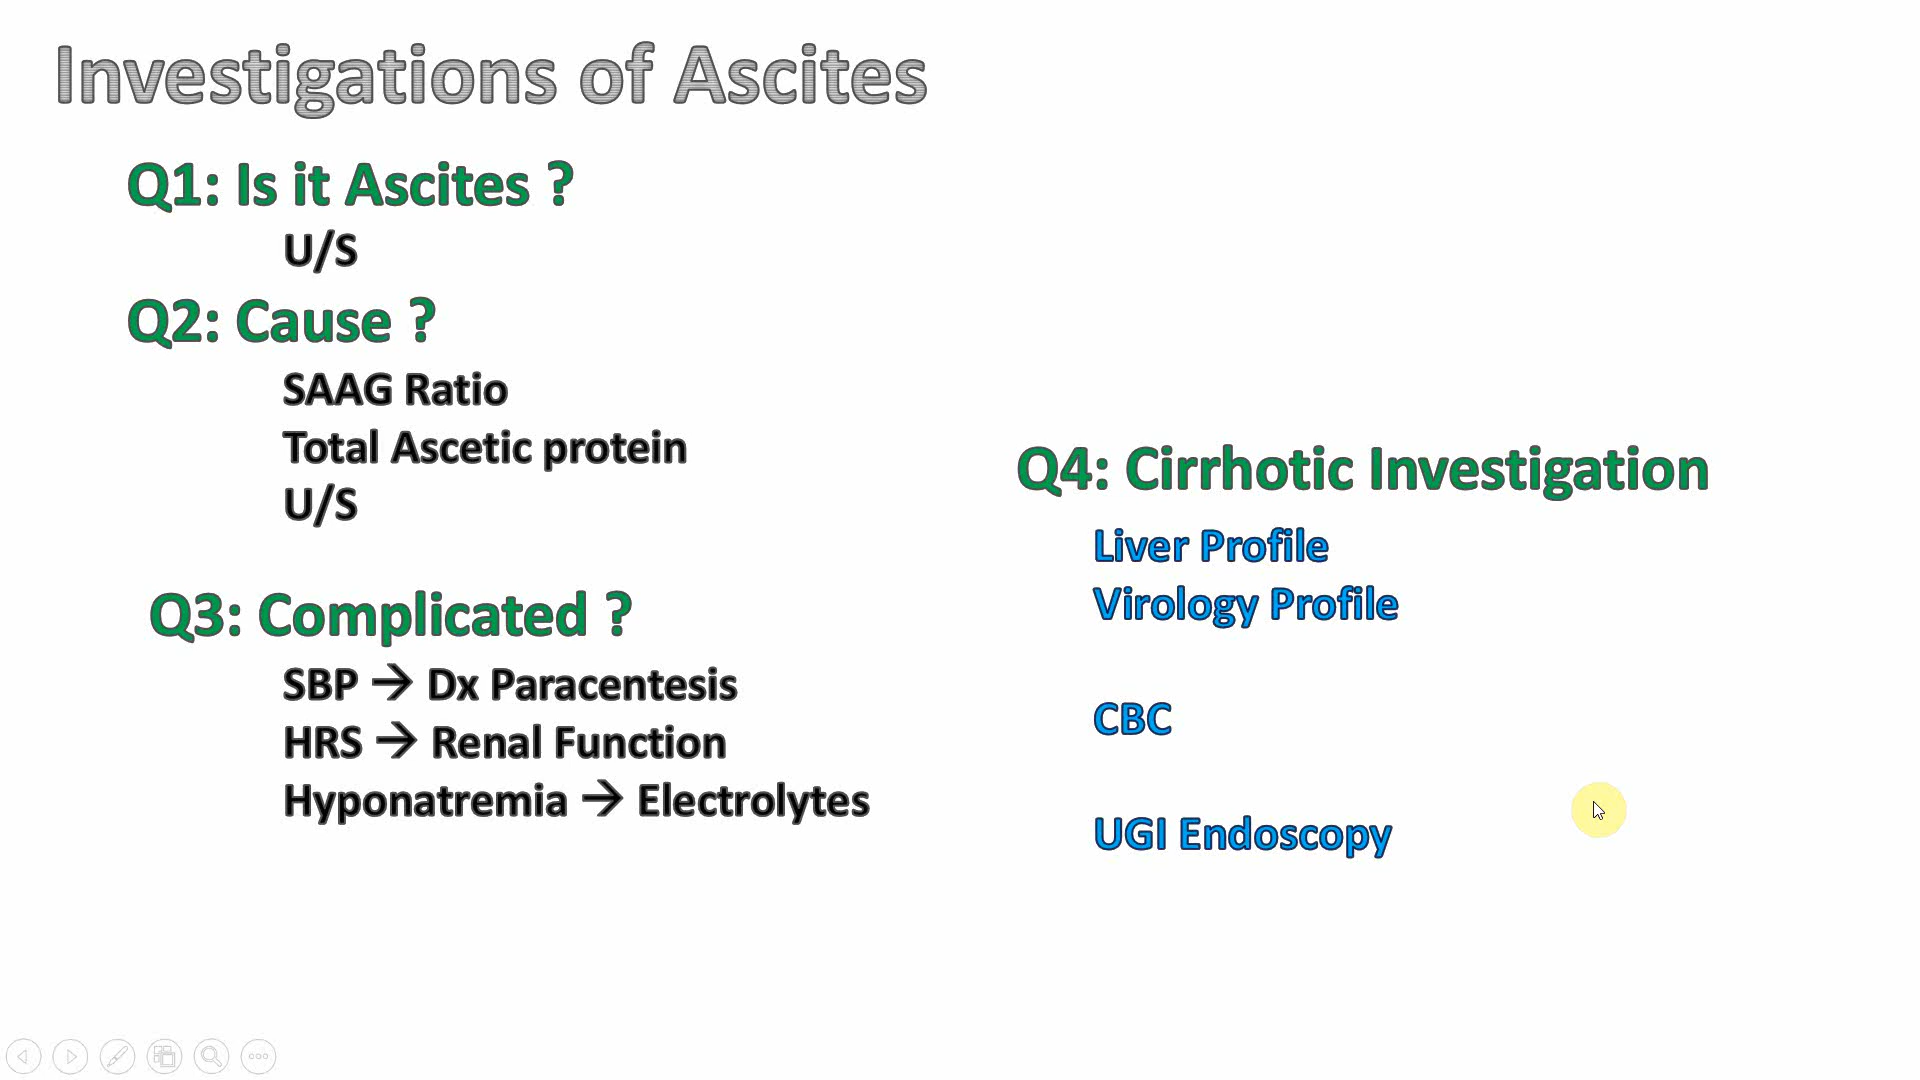 Investigations of Ascites
Q1: Is it Ascites ?
U/S
Q2: Cause ?
SAAG Ratio
Total Ascetic protein
U/S
Q3: Complicated ?
SBP → Dx Paracentesis
HRS → Renal Function
Hyponatremia → Electrolytes
Q4: Cirrhotic Investigation
Liver Profile
Virology Profile
CBC
UGI Endoscopy